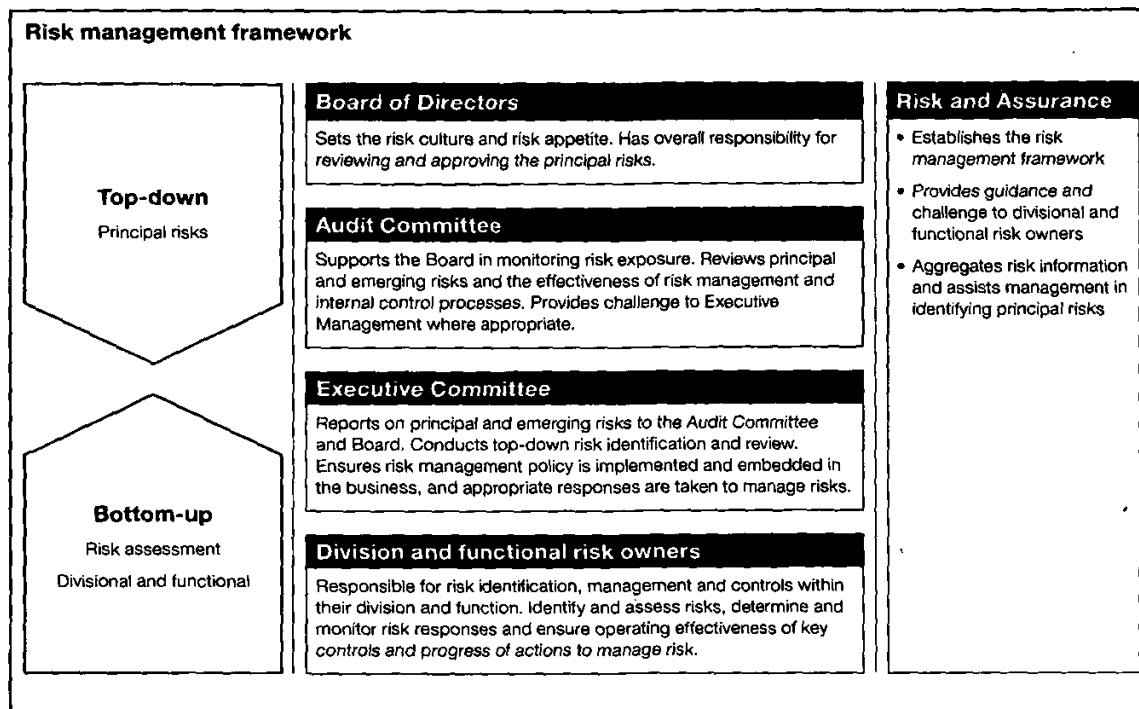 Risk management framework
Top-down
Principal risks
Bottom-up
Risk assessment
Divisional and functional
Board of Directors
Sets the risk culture and risk appetite. Has overall responsibility for
reviewing and approving the principal risks.
Audit Committee
Supports the Board in monitoring risk exposure. Reviews principal
and emerging risks and the effectiveness of risk management and
internal control processes. Provides challenge to Executive
Management where appropriate.
Executive Committee
Reports on principal and emerging risks to the Audit Committee
and Board. Conducts top-down risk identification and review.
Ensures risk management policy is implemented and embedded in
the business, and appropriate responses are taken to manage risks.
Division and functional risk owners
Responsible for risk identification, management and controls within
their division and function. Identify and assess risks, determine and
monitor risk responses and ensure operating effectiveness of key
controls and progress of actions to manage risk.
Risk and Assurance
• Establishes the risk
management framework
• Provides guidance and
challenge to divisional and
functional risk owners
• Aggregates risk information
and assists management in
identifying principal risks